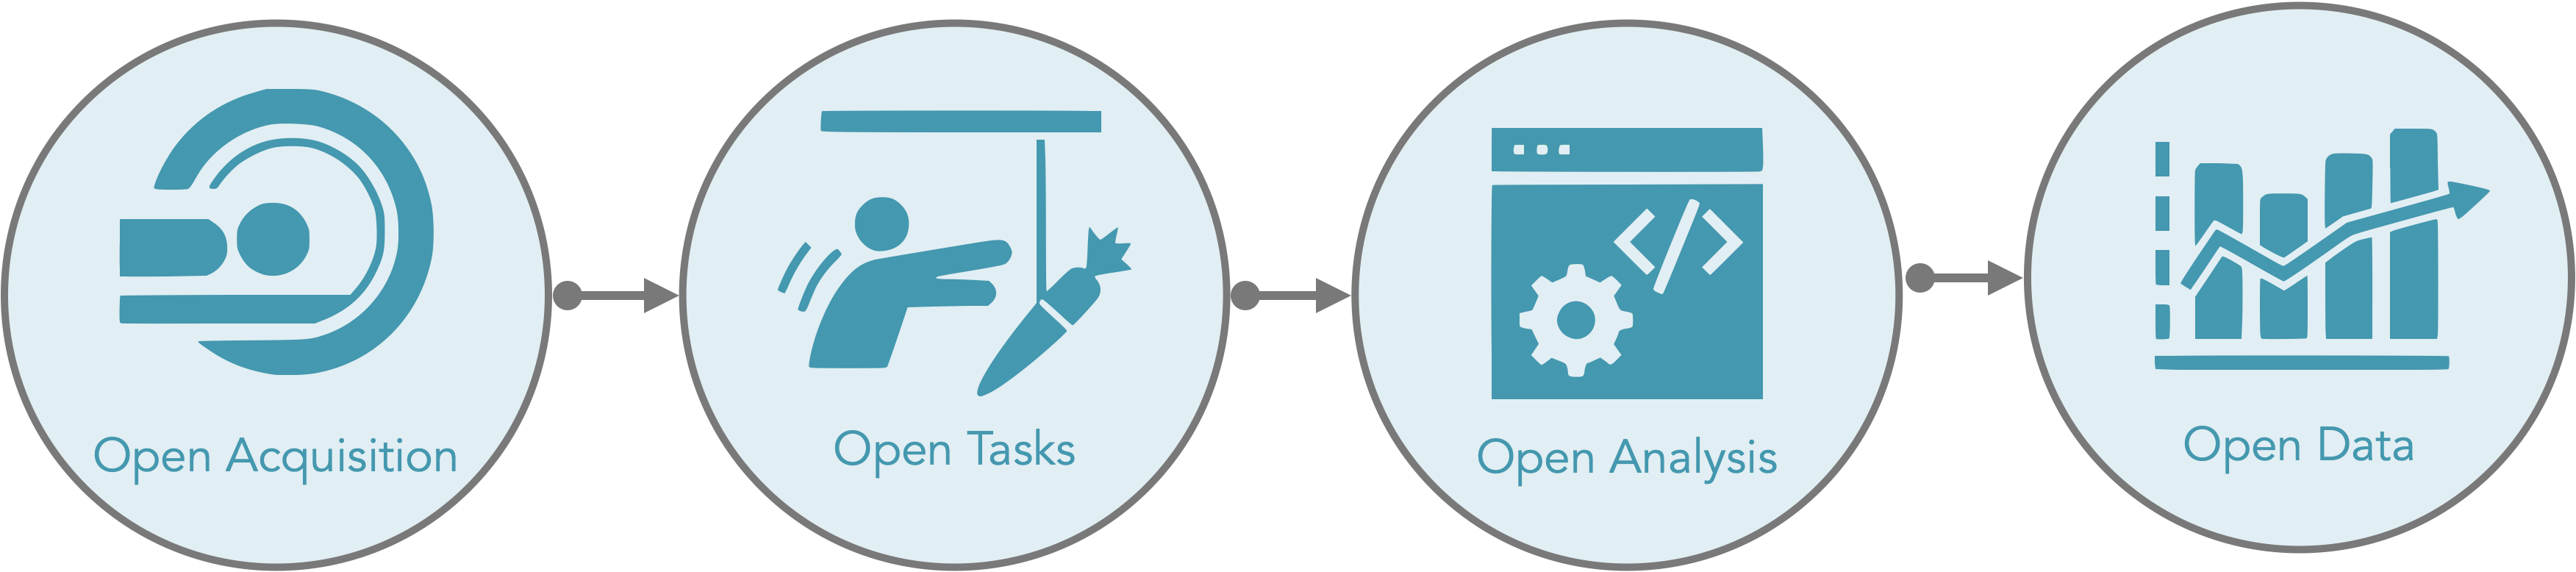 Open Acquisition
Open Tasks
Open Analysis
Open Data